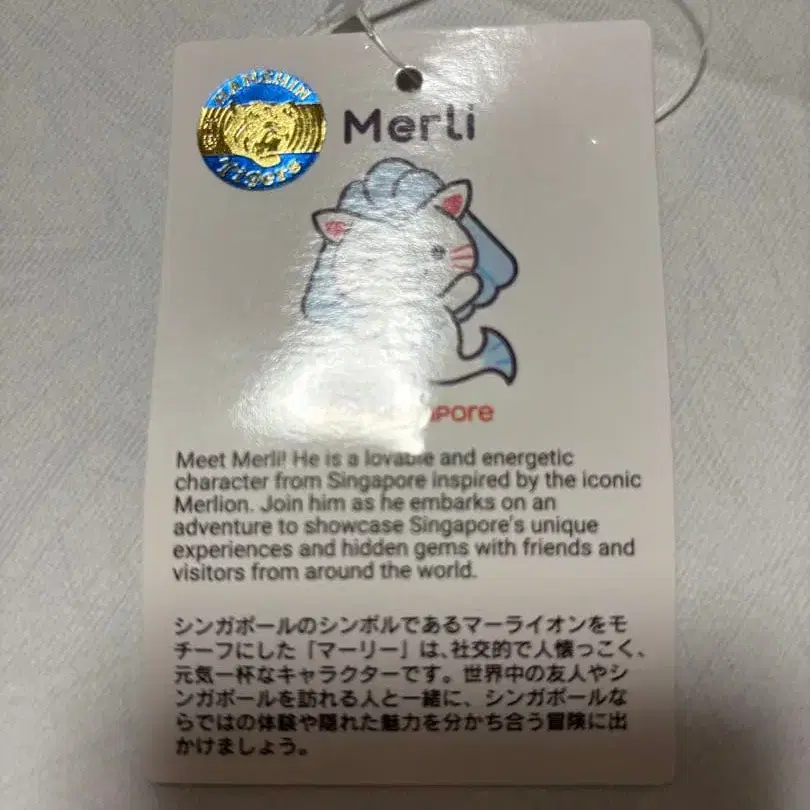 HANSHIN
Tigers
Merli
Meet Merli! He is a lovable and energetic
character from Singapore inspired by the iconic
Merlion. Join him as he embarks on an
adventure to showcase Singapore's unique
experiences and hidden gems with friends and
visitors from around the world.
シンガポールのシンボルであるマーライオンをモ
チーフにした「マーリー」は、社交的で人懐っこく、
元気一杯なキャラクターです。世界中の友人やシ
ンガポールを訪れる人と一緒に、シンガポールな
らではの体験や隠れた魅力を分かち合う冒険に出
かけましょう。